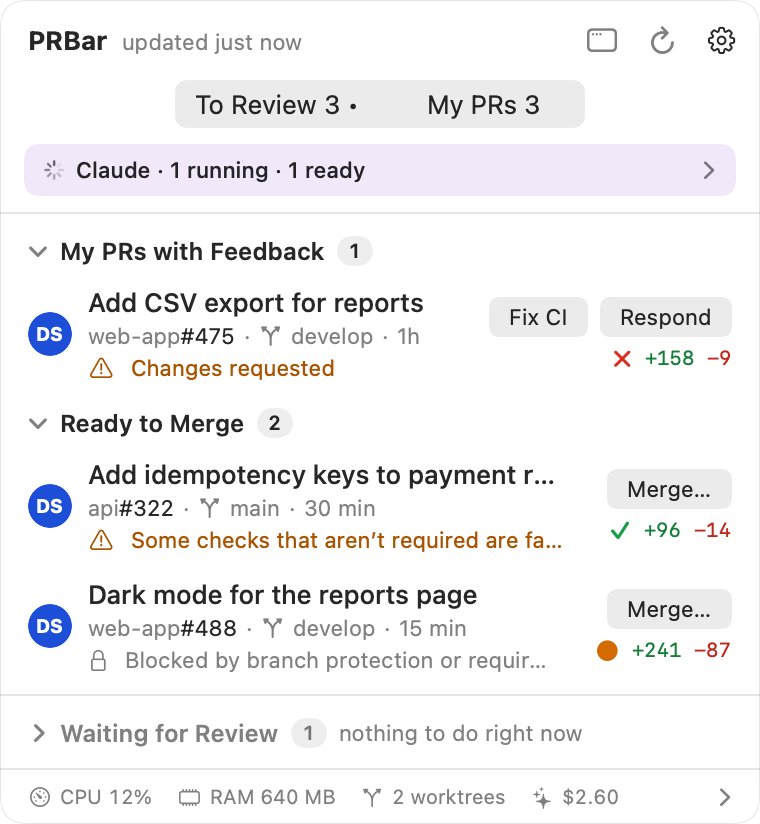 PRBar updated just now
To Review 3 • My PRs 3
Claude · 1 running · 1 ready
My PRs with Feedback 1
Add CSV export for reports
Fix CI Respond
DS
web-app#475 · develop · 1h
Changes requested
+158 −9
Ready to Merge 2
Add idempotency keys to payment r...
Merge...
DS
api#322 · main · 30 min
Some checks that aren’t required are fa...
+96 −14
Dark mode for the reports page
Merge...
DS
web-app#488 · develop · 15 min
Blocked by branch protection or requir...
+241 −87
Waiting for Review 1 nothing to do right now
CPU 12% RAM 640 MB 2 worktrees $2.60